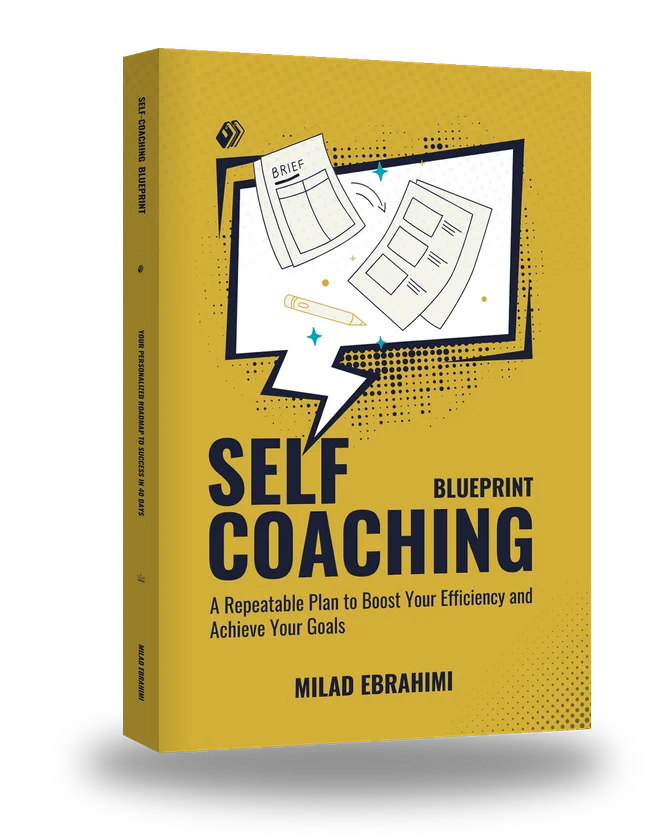 SELF-COACHING BLUEPRINT
YOUR PERSONALIZED ROADMAP TO SUCCESS IN 40 DAYS
MILAD EBRAHIMI
BRIEF
SELF
BLUEPRINT
COACHING
A Repeatable Plan to Boost Your Efficiency and
Achieve Your Goals
MILAD EBRAHIMI